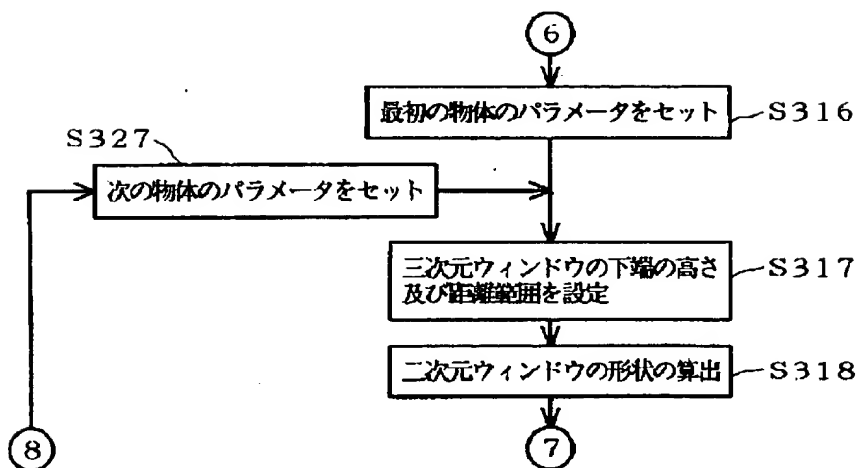 6
最初の物体のパラメータをセット
S316
S327
次の物体のパラメータをセット
三次元ウィンドウの下端の高さ
及び距離範囲を設定
S317
二次元ウィンドウの形状の算出
S318
8
7